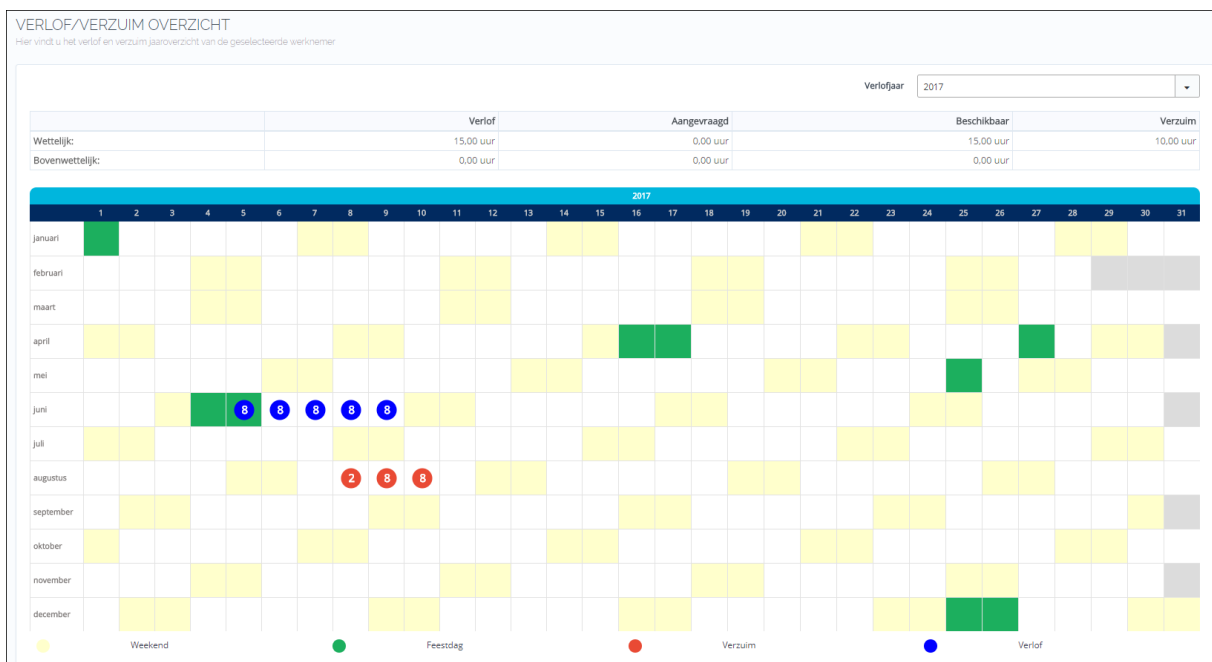 VERLOF/VERZUIM OVERZICHT
Hier vindt u het verlof en verzuim jaaroverzicht van de geselecteerde werknemer
Verlofjaar 2017
Verlof Aangevraagd Beschikbaar Verzuim
Wettelijk: 15,00 uur 0,00 uur 15,00 uur 10,00 uur
Bovenwettelijk: 0,00 uur 0,00 uur 0,00 uur
2017
1 2 3 4 5 6 7 8 9 10 11 12 13 14 15 16 17 18 19 20 21 22 23 24 25 26 27 28 29 30 31
januari
februari
maart
april
mei
juni 8 8 8 8 8
juli
augustus 2 8 8
september
oktober
november
december
Weekend Feestdag Verzuim Verlof